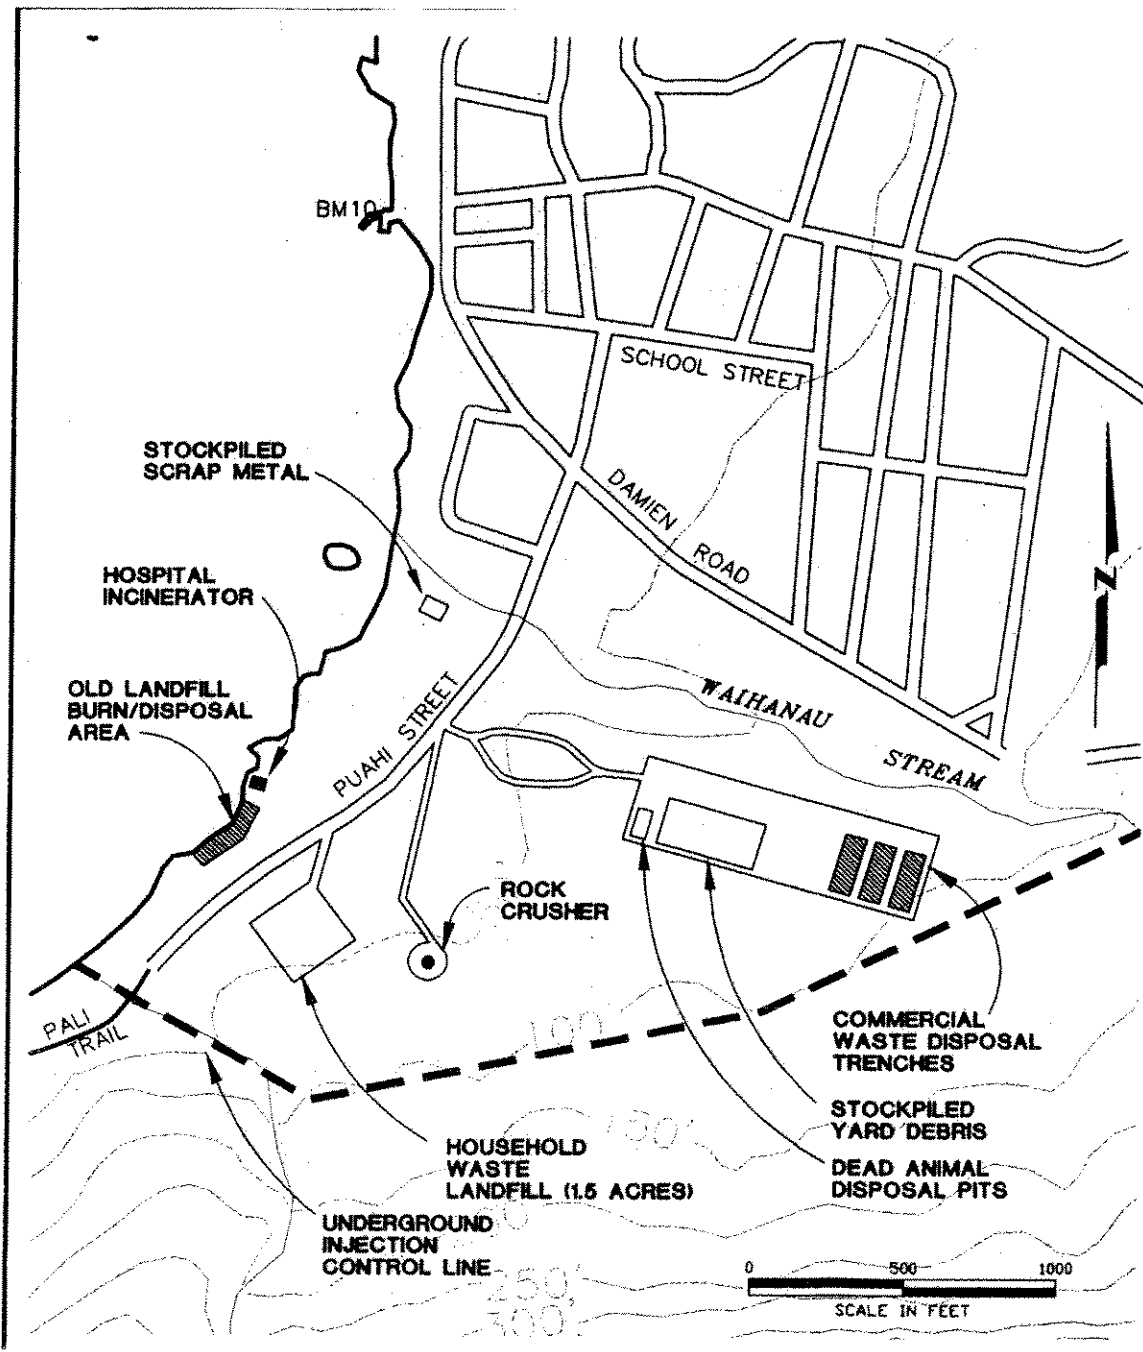 BM10
SCHOOL STREET
STOCKPILED
SCRAP METAL
DAMIEN ROAD
HOSPITAL
INCINERATOR
N
OLD LANDFILL
BURN/DISPOSAL
AREA
PUAHI STREET
WAIHANAU
STREAM
ROCK
CRUSHER
PALI
TRAIL
100
COMMERCIAL
WASTE DISPOSAL
TRENCHES
STOCKPILED
YARD DEBRIS
HOUSEHOLD
WASTE
LANDFILL (1.5 ACRES)
DEAD ANIMAL
DISPOSAL PITS
UNDERGROUND
INJECTION
CONTROL LINE
250'
300'
0 500 1000
SCALE IN FEET